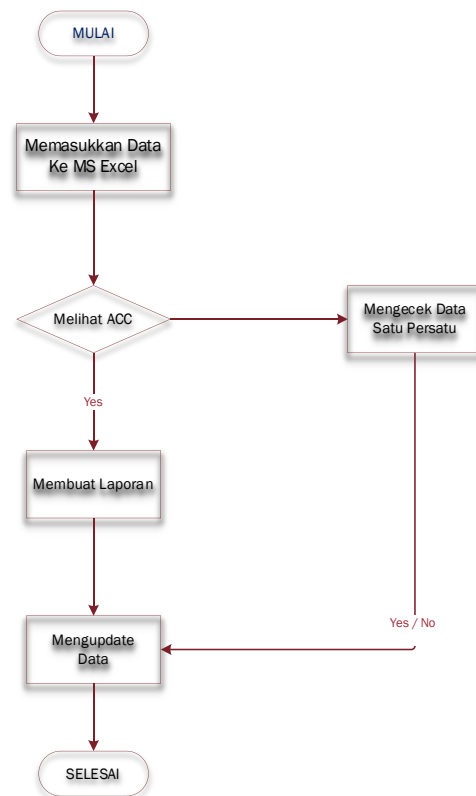 MULAI
Memasukkan Data
Ke MS Excel
Melihat ACC
Mengecek Data
Satu Persatu
Yes
Membuat Laporan
Yes / No
Mengupdate
Data
SELESAI